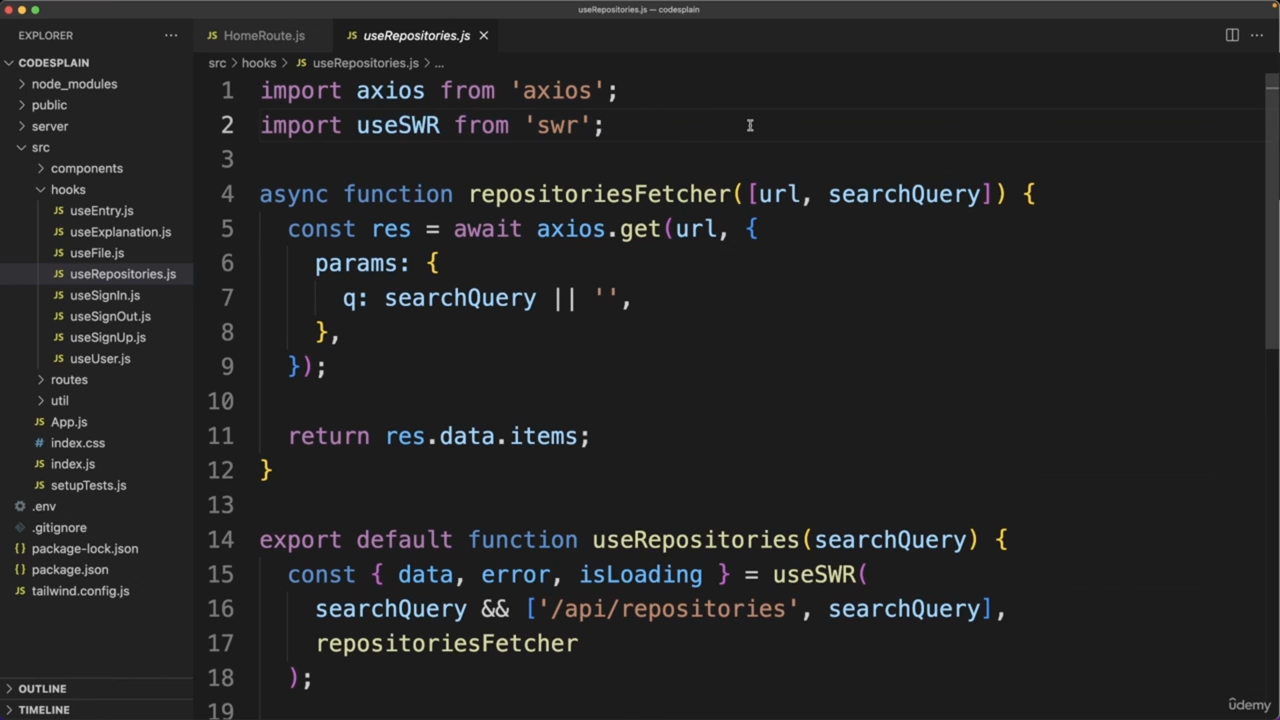 useRepositories.js — codesplain
EXPLORER
CODESPLAIN
node_modules
public
server
src
components
hooks
useEntry.js
useExplanation.js
useFile.js
useRepositories.js
useSignIn.js
useSignOut.js
useSignUp.js
useUser.js
routes
util
App.js
index.css
index.js
setupTests.js
.env
.gitignore
package-lock.json
package.json
tailwind.config.js
OUTLINE
TIMELINE
JS HomeRoute.js
JS useRepositories.js
src > hooks > JS useRepositories.js > ...
1 import axios from 'axios';
2 import useSWR from 'swr';
3
4 async function repositoriesFetcher([url, searchQuery]) {
5 const res = await axios.get(url, {
6 params: {
7 q: searchQuery || '',
8 },
9 });
10
11 return res.data.items;
12 }
13
14 export default function useRepositories(searchQuery) {
15 const { data, error, isLoading } = useSWR(
16 searchQuery && ['/api/repositories', searchQuery],
17 repositoriesFetcher
18 );
19
ûdemy